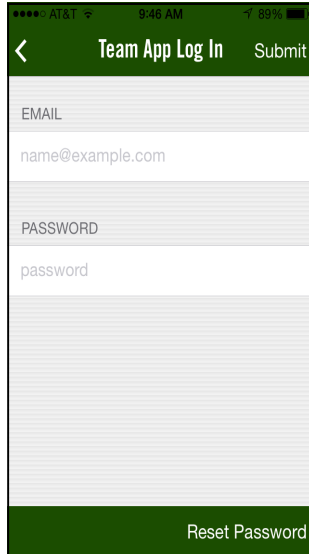 AT&T 9:46 AM 89%
Team App Log In Submit
EMAIL
name@example.com
PASSWORD
password
Reset Password